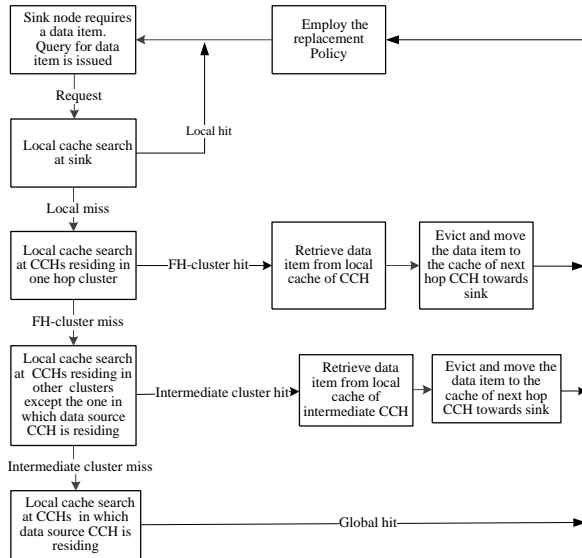 Sink node requires
a data item.
Query for data
item is issued
Employ the
replacement
Policy
Request
Local hit
Local cache search
at sink
Local miss
Local cache search
at CCHs residing in
one hop cluster
FH-cluster hit
Retrieve data
item from local
cache of CCH
Evict and move
the data item to
the cache of next
hop CCH towards
sink
FH-cluster miss
Local cache search
at CCHs residing in
other clusters
except the one in
which data source
CCH is residing
Intermediate cluster hit
Retrieve data
item from local
cache of
intermediate CCH
Evict and move the
data item to the
cache of next hop
CCH towards sink
Intermediate cluster miss
Local cache search
at CCHs in which
data source CCH is
residing
Global hit